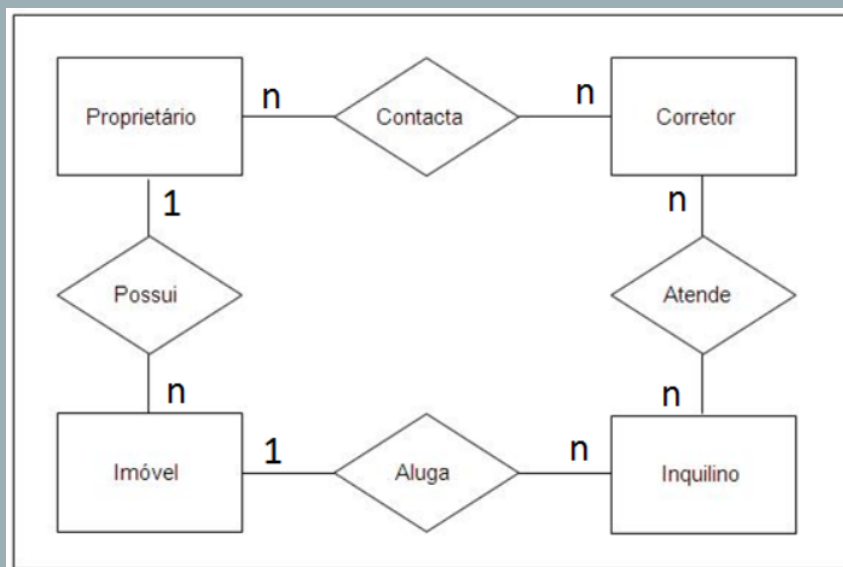 Proprietário
n
Contacta
n
Corretor
1
n
Possui
Atende
n
n
Imóvel
1
Aluga
n
Inquilino